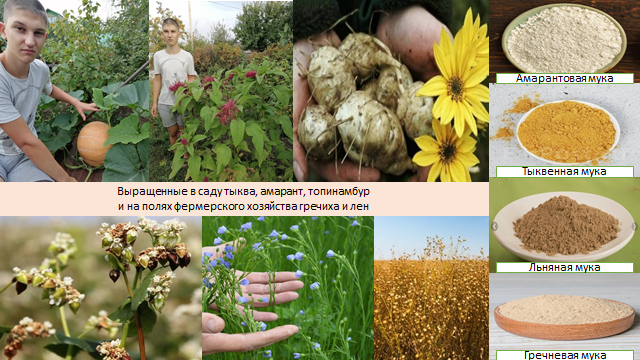 Амарантовая мука
Тыквенная мука
Выращенные в саду тыква, амарант, топинамбур
и на полях фермерского хозяйства гречиха и лен
Льняная мука
Гречневая мука